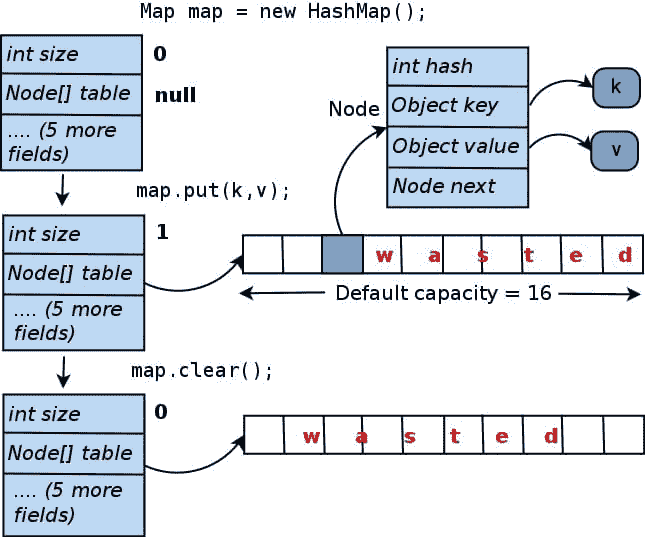 Map map = new HashMap();
int size
0
Node[] table
null
.... (5 more
fields)
int hash
Node
Object key
k
Object value
v
Node next
map.put(k,v);
int size
1
Node[] table
w a s t e d
.... (5 more
fields)
Default capacity = 16
map.clear();
int size
0
Node[] table
w a s t e d
.... (5 more
fields)